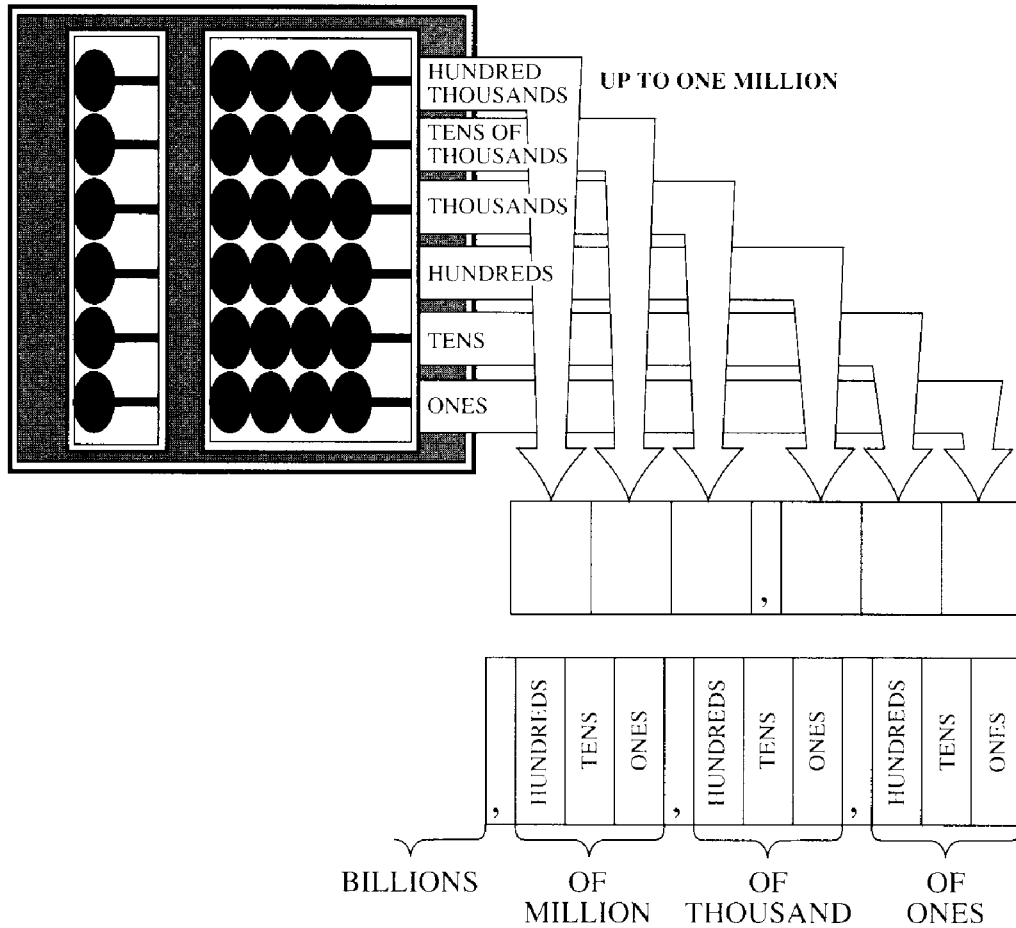 HUNDRED
THOUSANDS
UP TO ONE MILLION
TENS OF
THOUSANDS
THOUSANDS
HUNDREDS
TENS
ONES
,
, HUNDREDS TENS ONES , HUNDREDS TENS ONES , HUNDREDS TENS ONES
BILLIONS OF OF OF
MILLION THOUSAND ONES